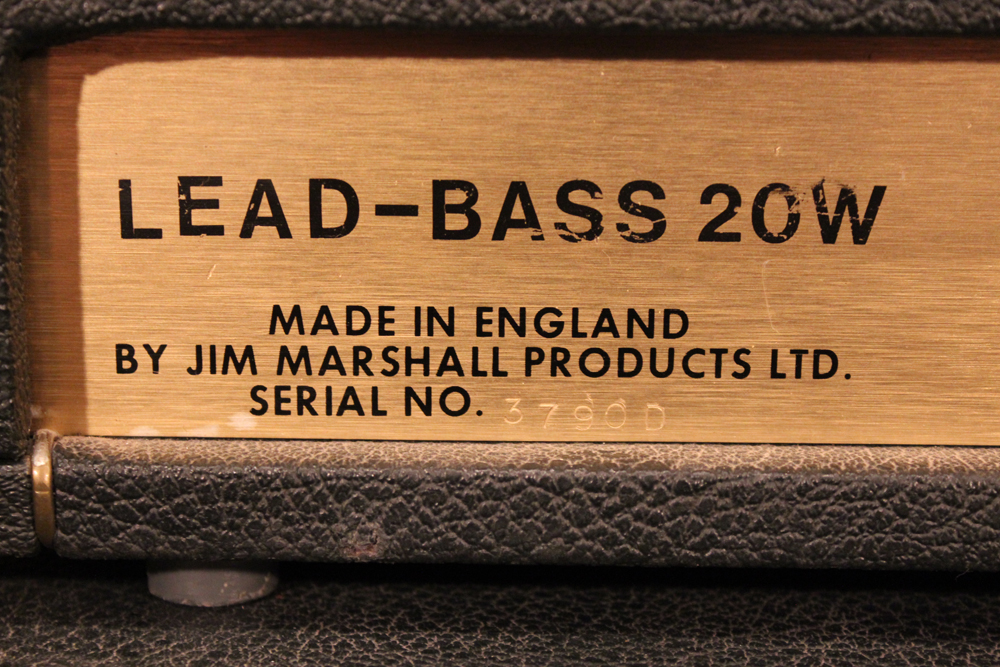 LEAD-BASS 20W
MADE IN ENGLAND
BY JIM MARSHALL PRODUCTS LTD.
SERIAL NO. 3790D